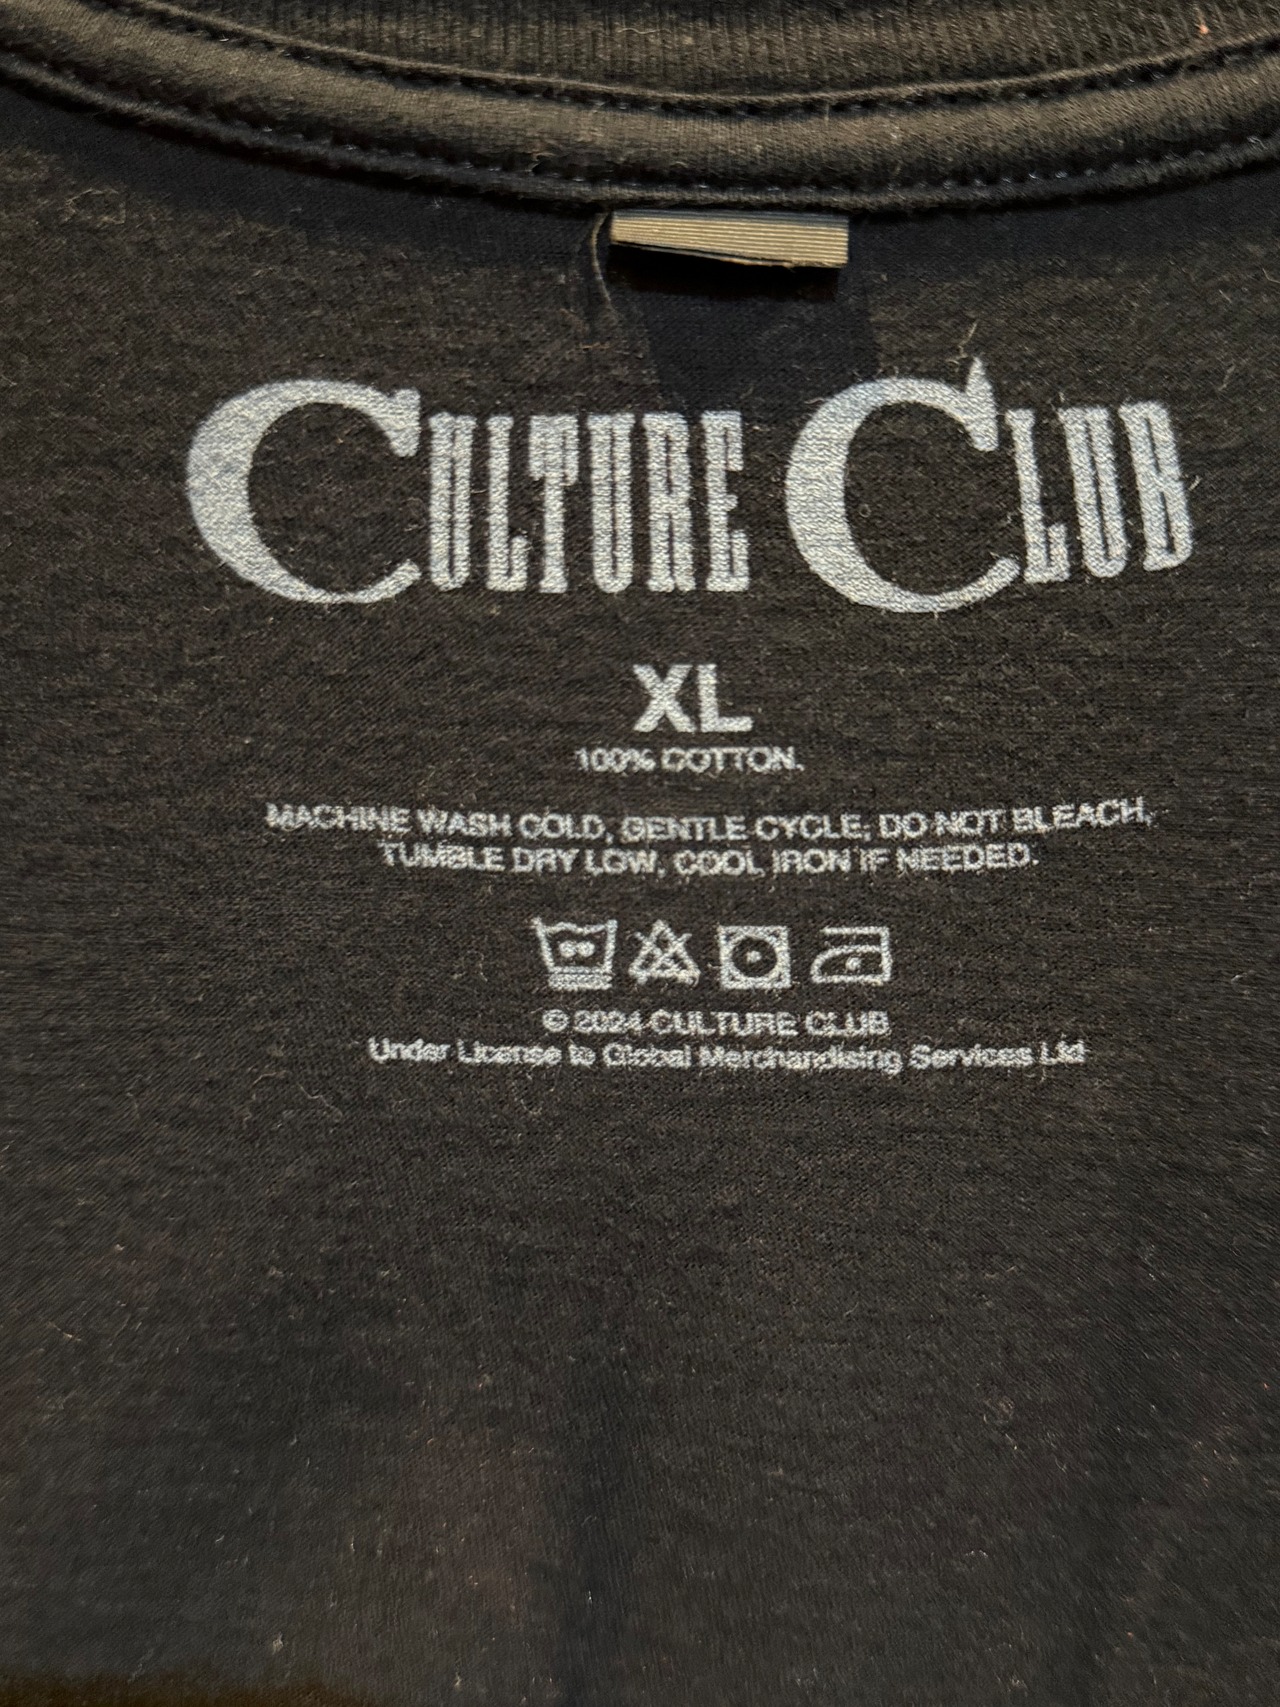 CULTURE CLUB
XL
100% COTTON.
MACHINE WASH COLD, GENTLE CYCLE; DO NOT BLEACH,
TUMBLE DRY LOW, COOL IRON IF NEEDED.
© 2024 CULTURE CLUB
Under License to Global Merchandising Services Ltd